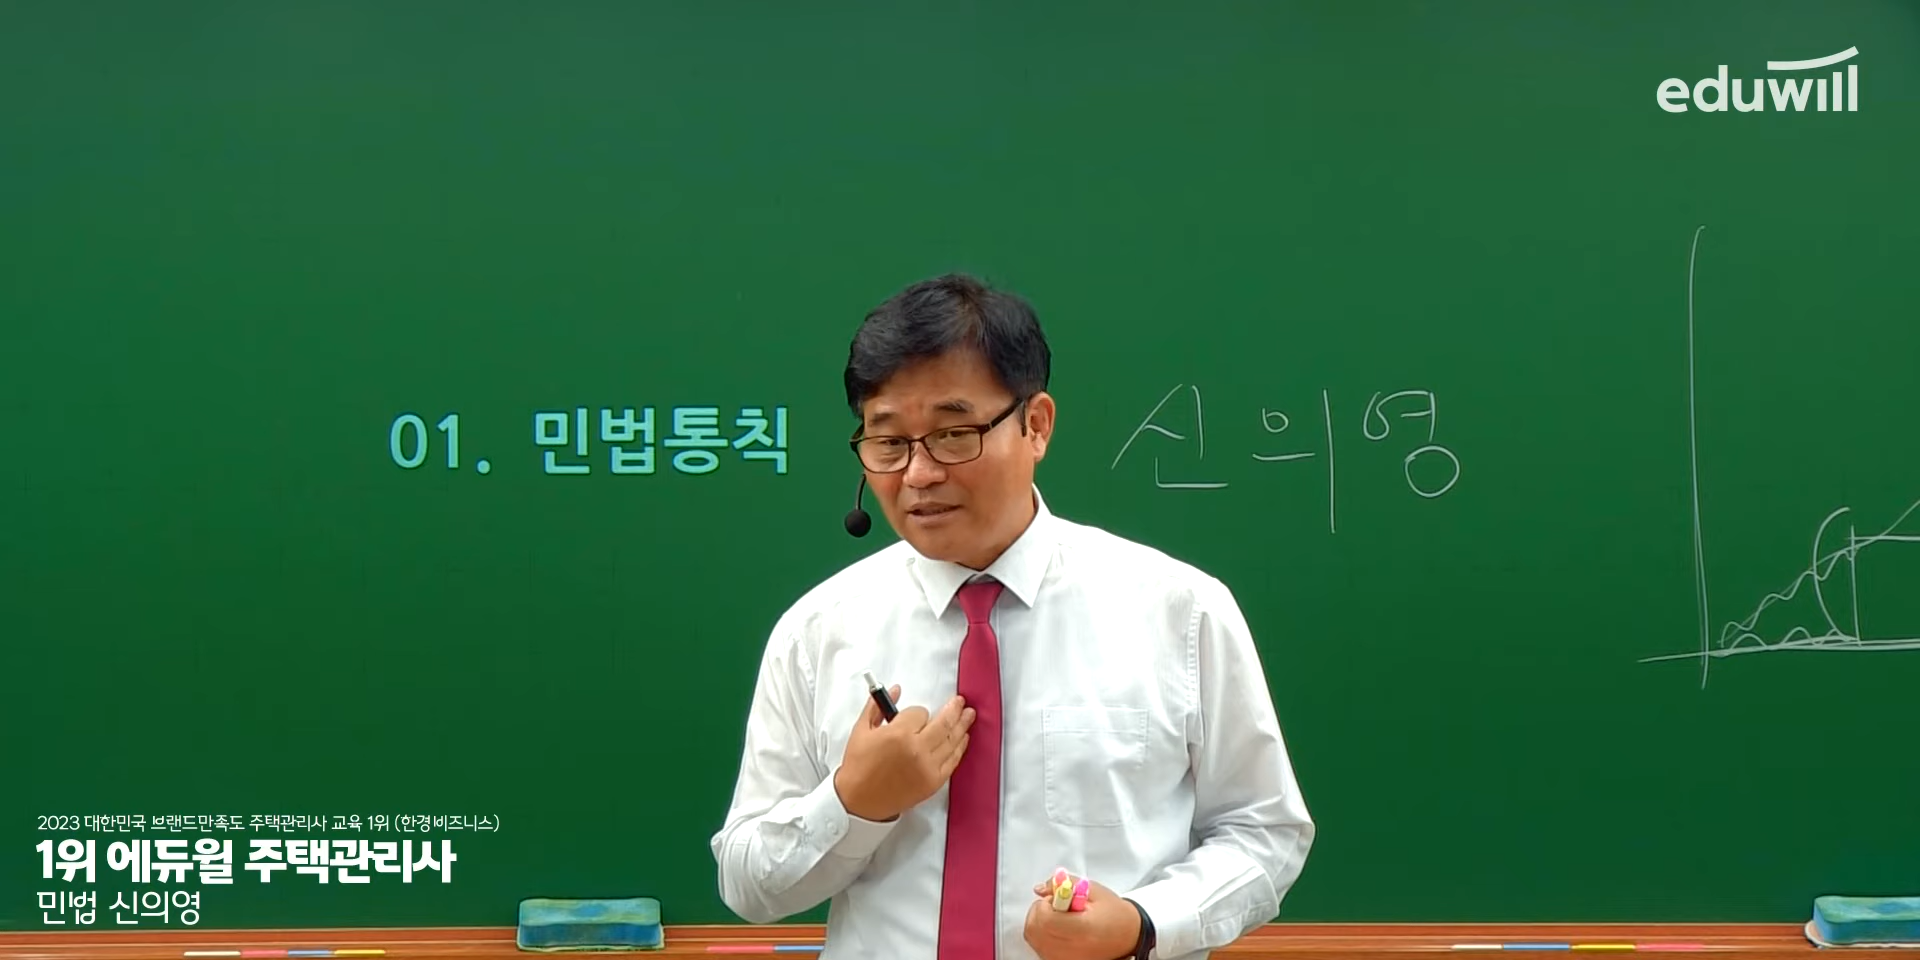 eduwill
01. 민법통칙 신의영
2023 대한민국 브랜드만족도 주택관리사 교육 1위 (한경비즈니스)
1위 에듀윌 주택관리사
민법 신의영